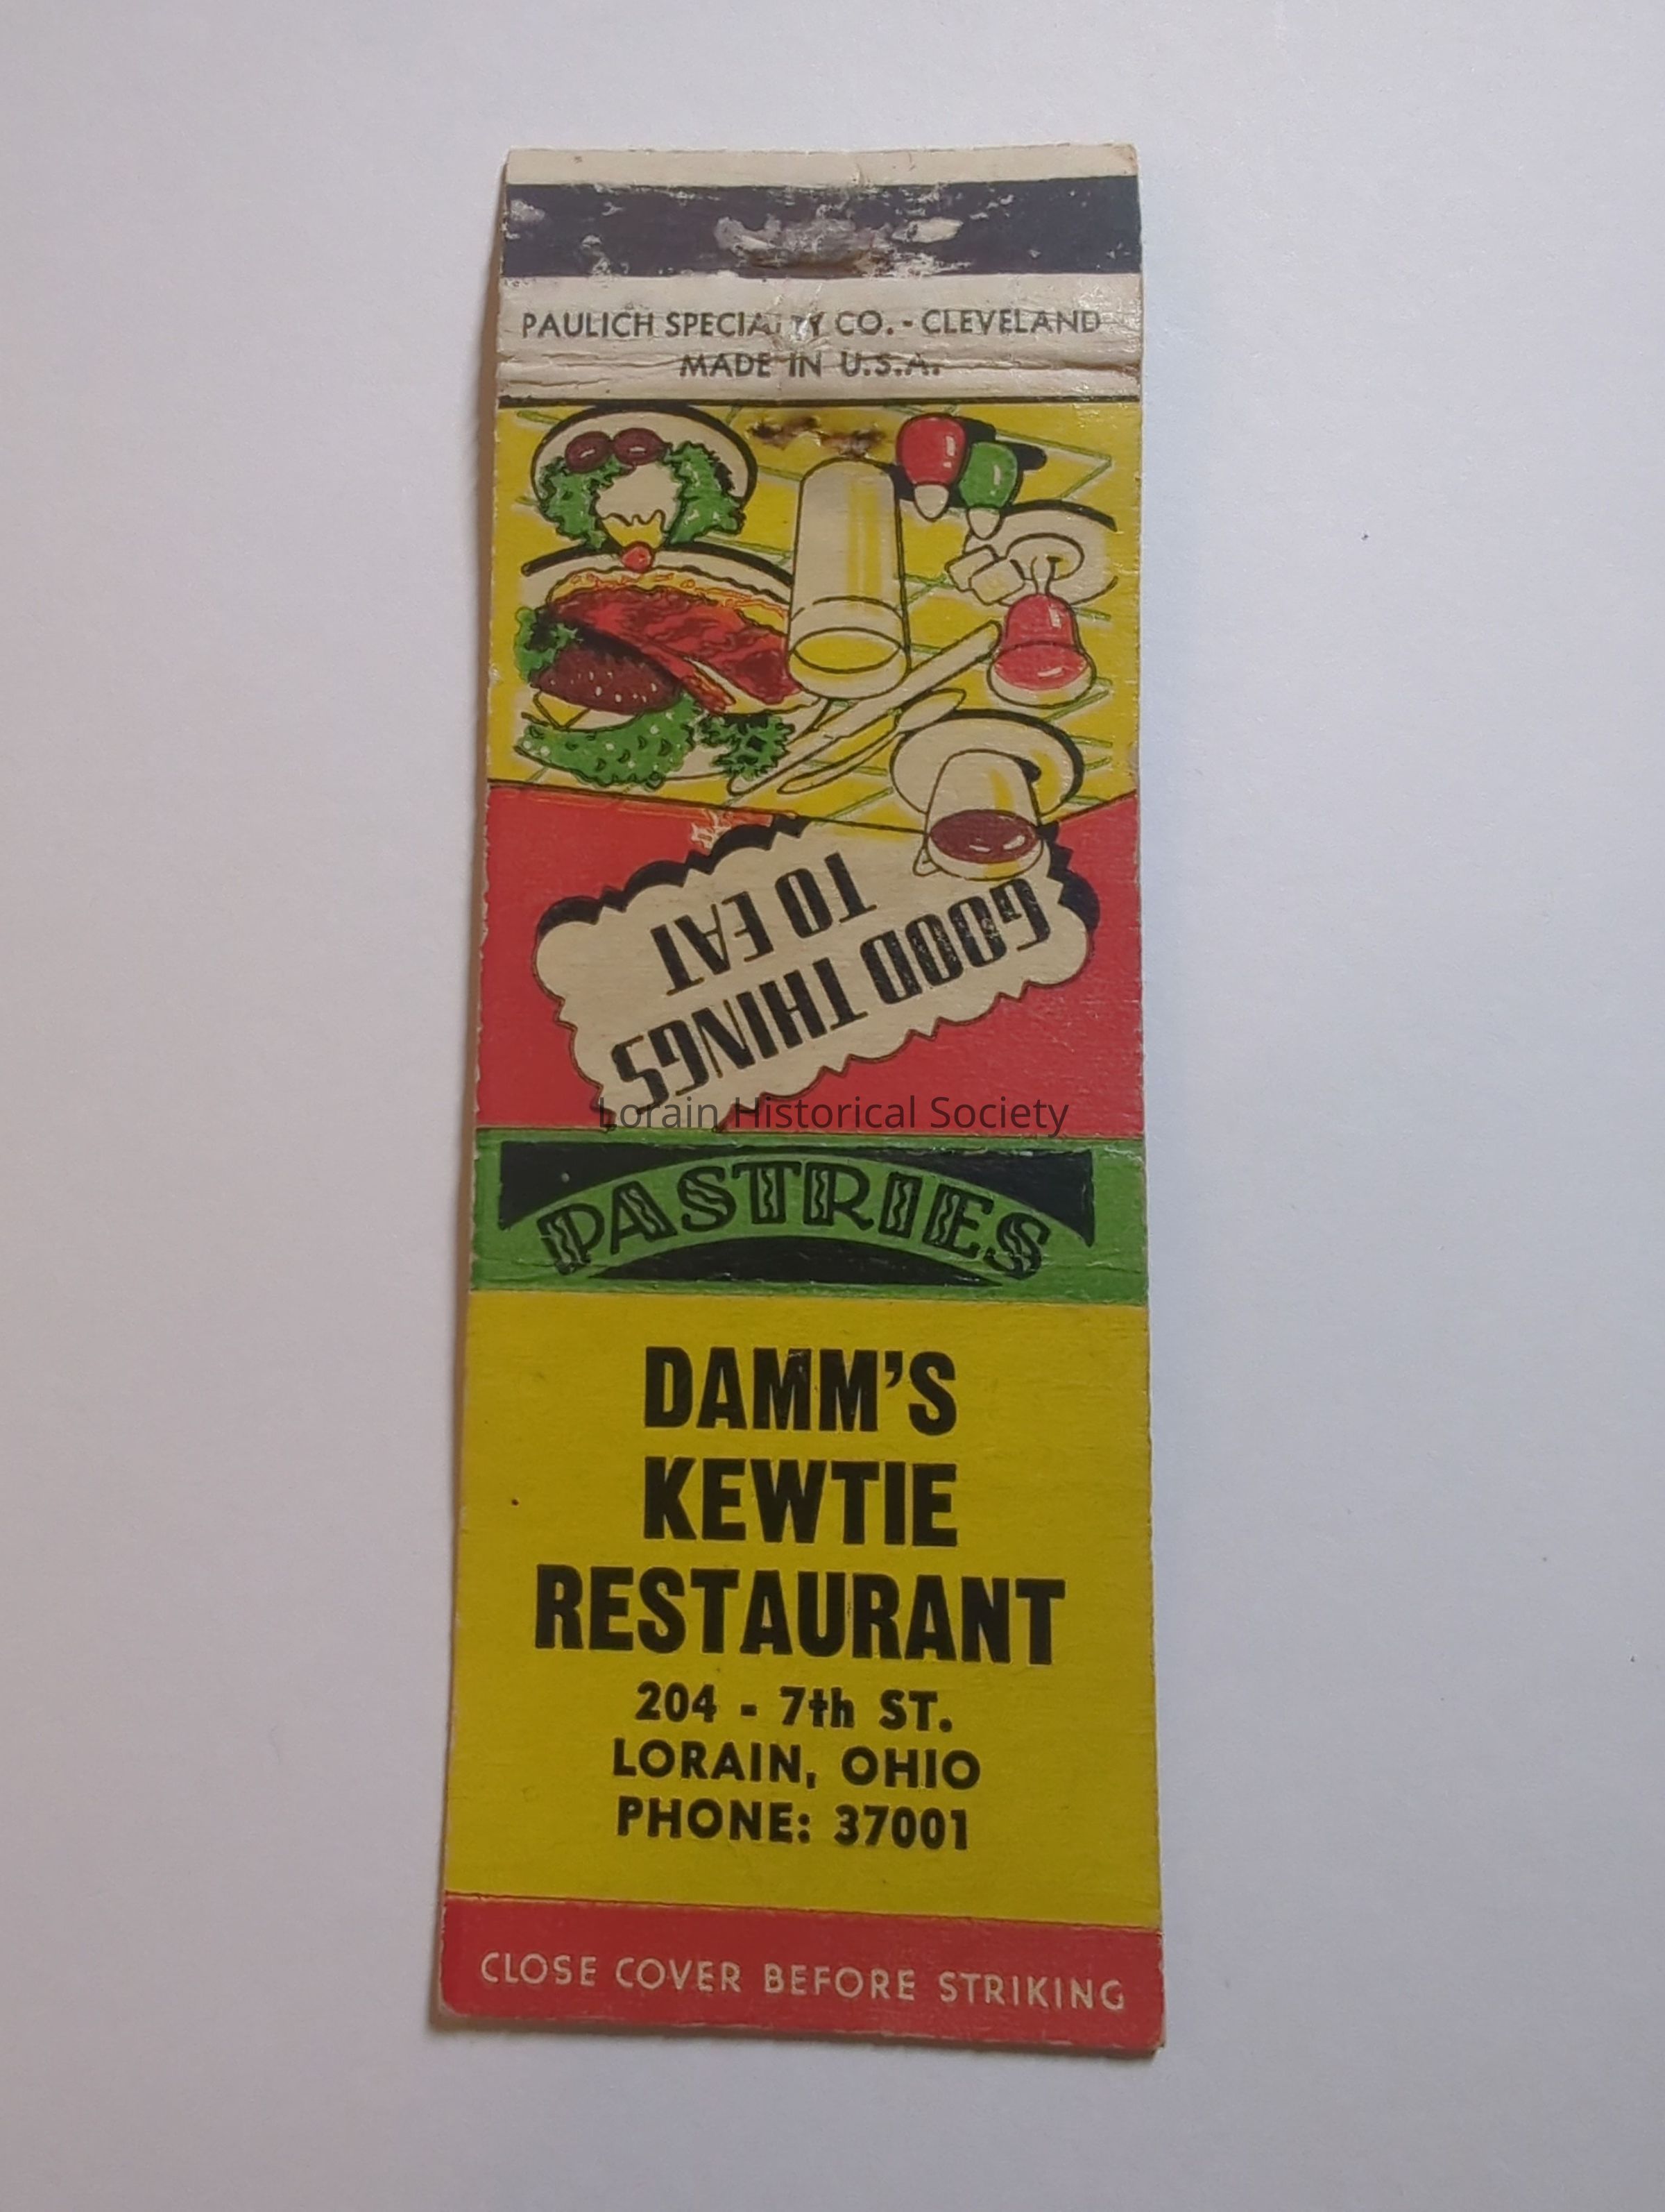 PAULICH SPECIALTY CO. - CLEVELAND
MADE IN U.S.A.
GOOD THINGS
TO EAT
Lorain Historical Society
PASTRIES
DAMM'S
KEWTIE
RESTAURANT
204 - 7th ST.
LORAIN, OHIO
PHONE: 37001
CLOSE COVER BEFORE STRIKING